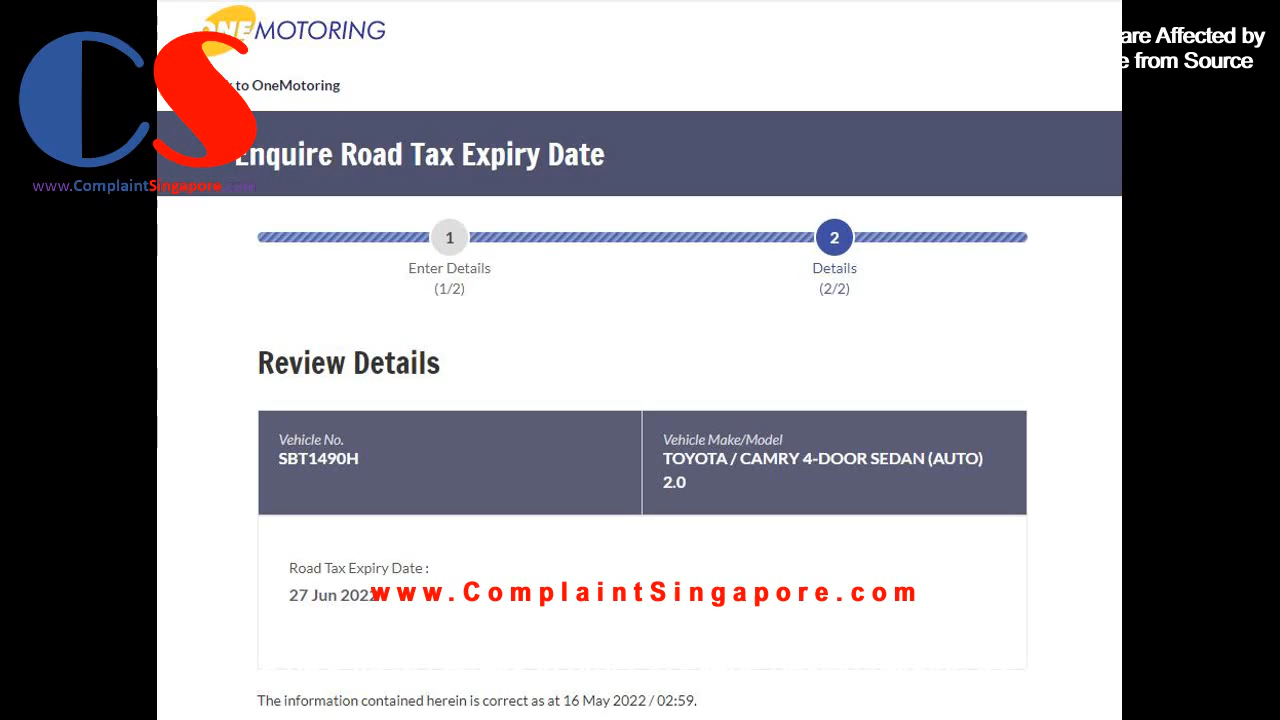 ONEMOTORING
are Affected by
from Source
to OneMotoring
Enquire Road Tax Expiry Date
CS
www.ComplaintSingapore.com
1
2
Enter Details
Details
(1/2)
(2/2)
Review Details
Vehicle No.
Vehicle Make/Model
SBT1490H
TOYOTA / CAMRY 4-DOOR SEDAN (AUTO)
2.0
Road Tax Expiry Date :
27 Jun 2022
www.ComplaintSingapore.com
The information contained herein is correct as at 16 May 2022 / 02:59.